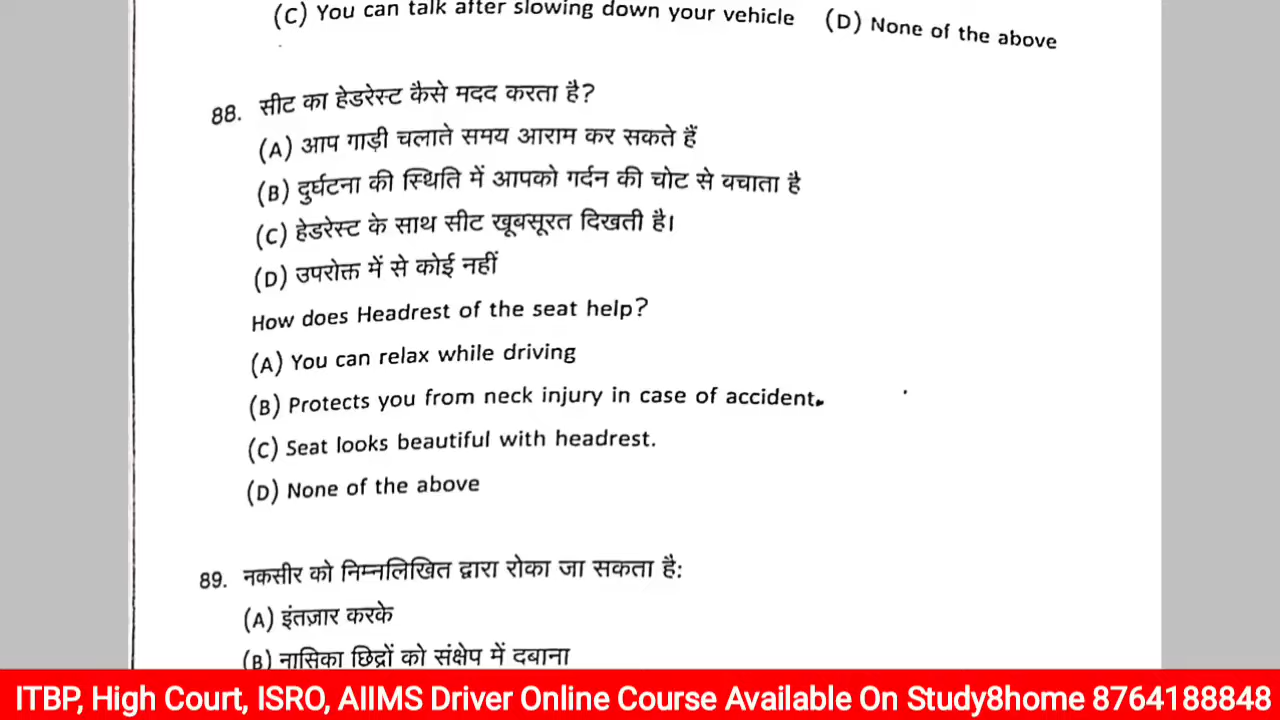 (C) You can talk after slowing down your vehicle (D) None of the above
88. सीट का हेडरेस्ट कैसे मदद करता है?
(A) आप गाड़ी चलाते समय आराम कर सकते हैं
(B) दुर्घटना की स्थिति में आपको गर्दन की चोट से बचाता है
(C) हेडरेस्ट के साथ सीट खूबसूरत दिखती है।
(D) उपरोक्त में से कोई नहीं
How does Headrest of the seat help?
(A) You can relax while driving
(B) Protects you from neck injury in case of accident.
(C) Seat looks beautiful with headrest.
(D) None of the above
89. नकसीर को निम्नलिखित द्वारा रोका जा सकता है:
(A) इंतज़ार करके
(B) नासिका छिद्रों को संक्षेप में दबाना
ITBP, High Court, ISRO, AIIMS Driver Online Course Available On Study8home 8764188848